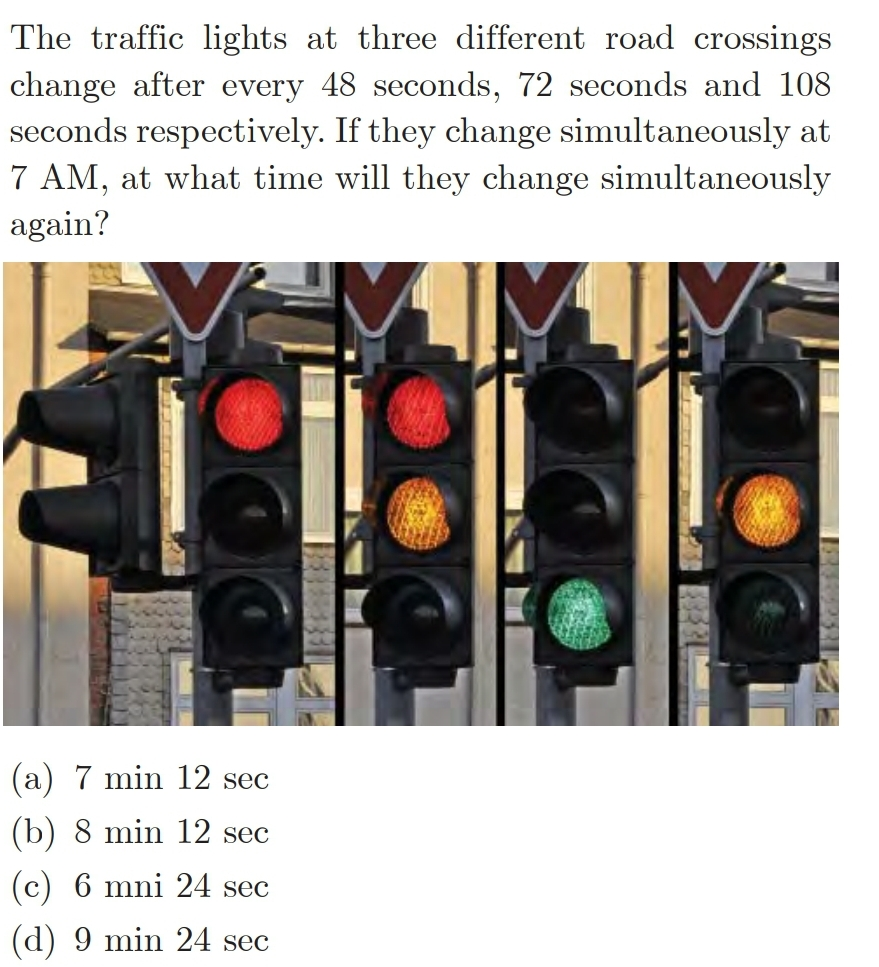 The traffic lights at three different road crossings
change after every 48 seconds, 72 seconds and 108
seconds respectively. If they change simultaneously at
7 AM, at what time will they change simultaneously
again?
(a) 7 min 12 sec
(b) 8 min 12 sec
(c) 6 mni 24 sec
(d) 9 min 24 sec